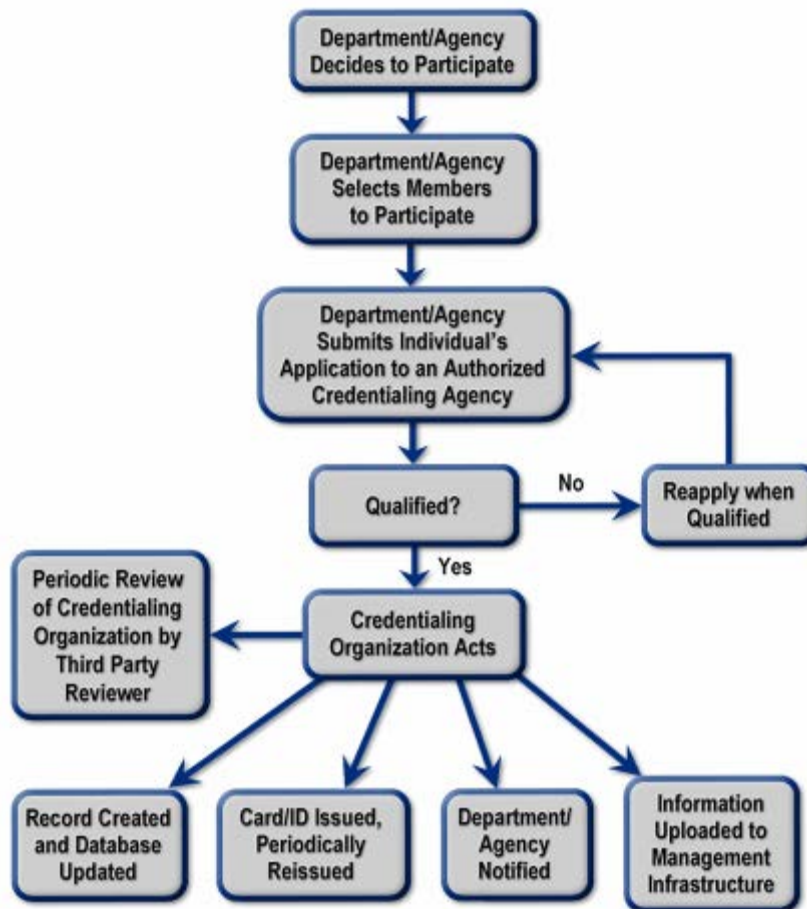 Department/Agency
Decides to Participate
Department/Agency
Selects Members
to Participate
Department/Agency
Submits Individual's
Application to an Authorized
Credentialing Agency
Qualified?
No
Reapply when
Qualified
Yes
Periodic Review
of Credentialing
Organization by
Third Party
Reviewer
Credentialing
Organization Acts
Record Created
and Database
Updated
Card/ID Issued,
Periodically
Reissued
Department/
Agency
Notified
Information
Uploaded to
Management
Infrastructure